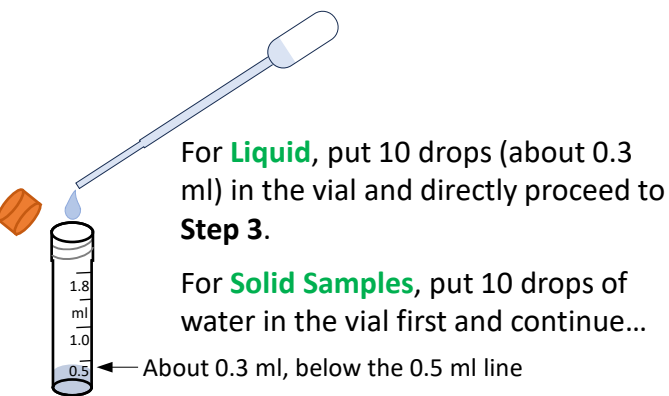 For Liquid, put 10 drops (about 0.3
ml) in the vial and directly proceed to
Step 3.
For Solid Samples, put 10 drops of
water in the vial first and continue…
1.8
ml
1.0
0.5
About 0.3 ml, below the 0.5 ml line